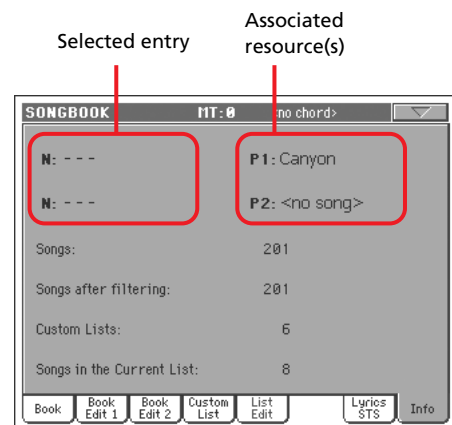 Selected entry
Associated
resource(s)
SONGBOOK MT:0 <no chord>
N: --- P1: Canyon
N: --- P2: <no song>
Songs: 201
Songs after filtering: 201
Custom Lists: 6
Songs in the Current List: 8
Book Book Edit 1 Book Edit 2 Custom List List Edit Lyrics STS Info